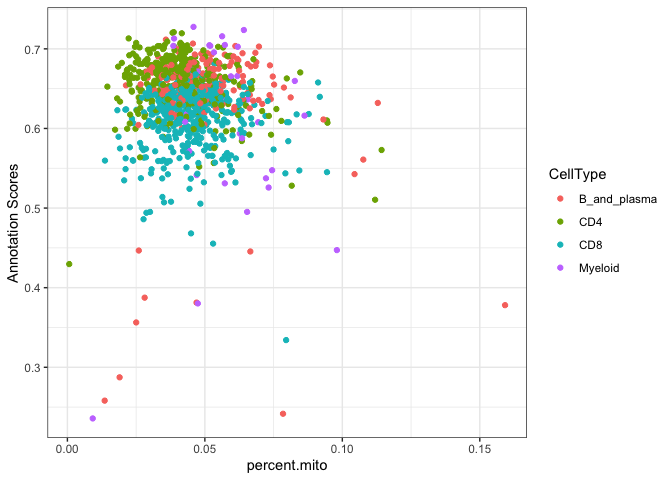 0.7
0.6
0.5
0.4
0.3
Annotation Scores
0.00
0.05
0.10
0.15
percent.mito
CellType
B_and_plasma
CD4
CD8
Myeloid